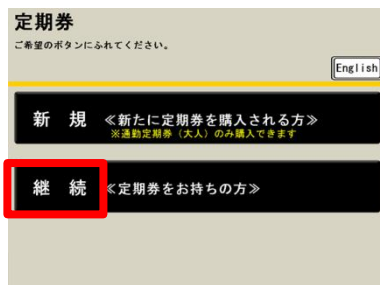 定期券
ご希望のボタンにふれてください。
English
新 規 ≪新たに定期券を購入される方≫
※通勤定期券（大人）のみ購入できます
継 続 ≪定期券をお持ちの方≫